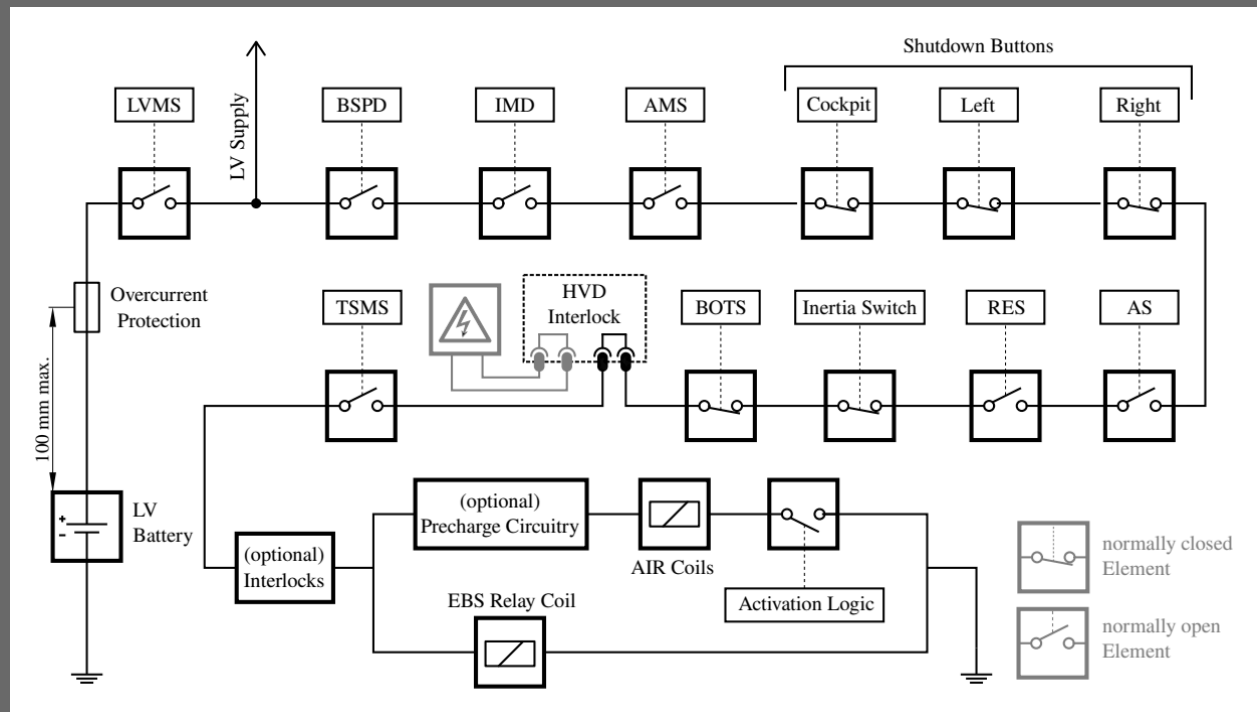 Shutdown Buttons
LVMS
LV Supply
BSPD
IMD
AMS
Cockpit
Left
Right
Overcurrent
Protection
100 mm max.
TSMS
HVD
Interlock
BOTS
Inertia Switch
RES
AS
+
-
LV
Battery
(optional)
Interlocks
(optional)
Precharge Circuitry
AIR Coils
Activation Logic
EBS Relay Coil
normally closed
Element
normally open
Element